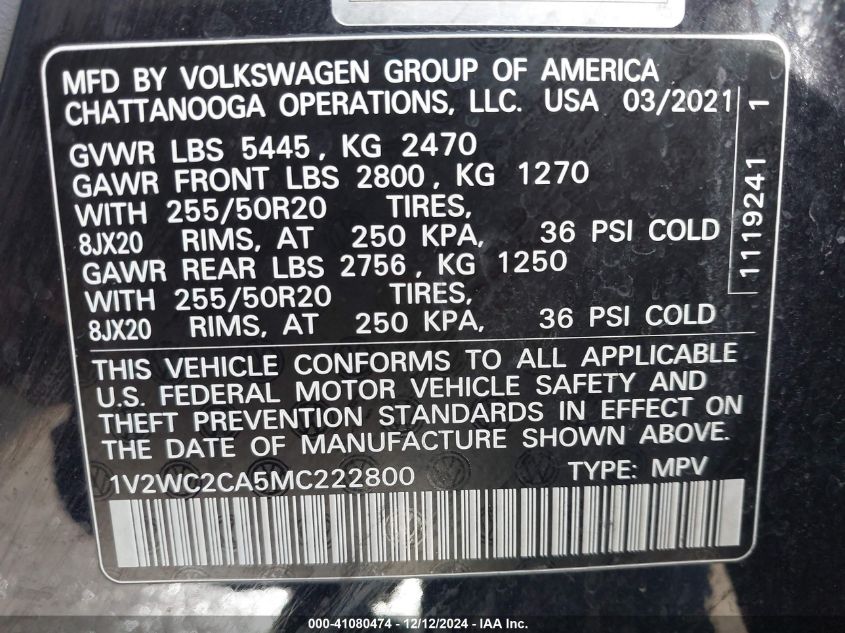 MFD BY VOLKSWAGEN GROUP OF AMERICA
CHATTANOOGA OPERATIONS, LLC. USA 03/2021
GVWR LBS 5445, KG 2470
GAWR FRONT LBS 2800, KG 1270
WITH 255/50R20 TIRES,
8JX20 RIMS, AT 250 KPA, 36 PSI COLD
GAWR REAR LBS 2756, KG 1250
WITH 255/50R20 TIRES,
8JX20 RIMS, AT 250 KPA, 36 PSI COLD
1119241 1
THIS VEHICLE CONFORMS TO ALL APPLICABLE
U.S. FEDERAL MOTOR VEHICLE SAFETY AND
THEFT PREVENTION STANDARDS IN EFFECT ON
THE DATE OF MANUFACTURE SHOWN ABOVE.
1V2WC2CA5MC222800 TYPE: MPV
000-41080474 - 12/12/2024 - IAA Inc.